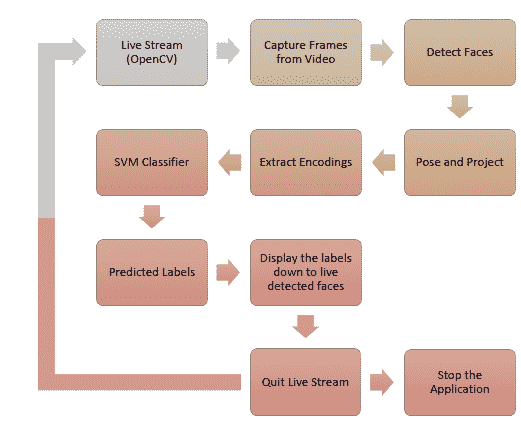 Live Stream
(OpenCV)
Capture Frames
from Video
Detect Faces
Pose and Project
Extract Encodings
SVM Classifier
Predicted Labels
Display the labels
down to live
detected faces
Quit Live Stream
Stop the
Application